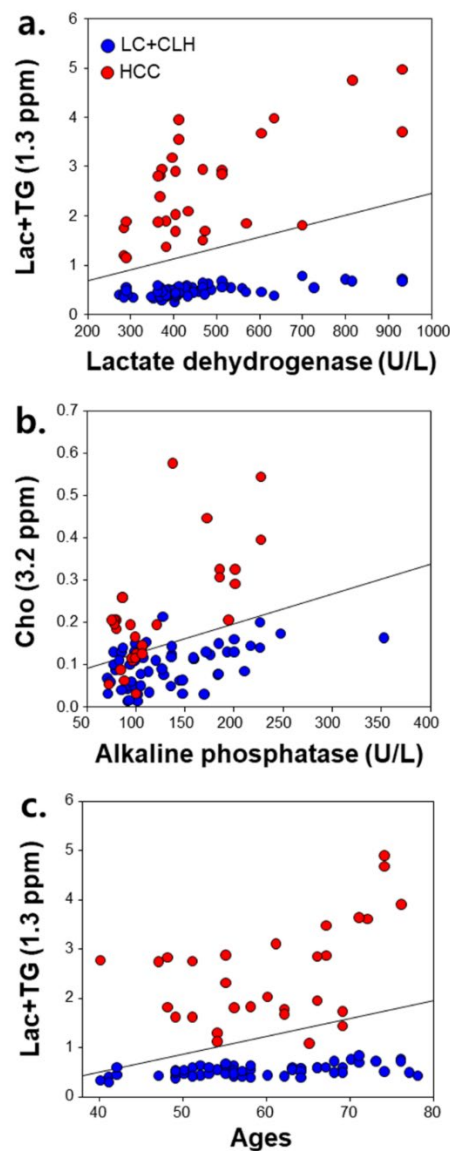 a.
LC+CLH
HCC
Lac+TG (1.3 ppm)
6
5
4
3
2
1
0
200 300 400 500 600 700 800 900 1000
Lactate dehydrogenase (U/L)
b.
Cho (3.2 ppm)
0.7
0.6
0.5
0.4
0.3
0.2
0.1
0.0
50 100 150 200 250 300 350 400
Alkaline phosphatase (U/L)
c.
Lac+TG (1.3 ppm)
6
5
4
3
2
1
0
40 50 60 70 80
Ages